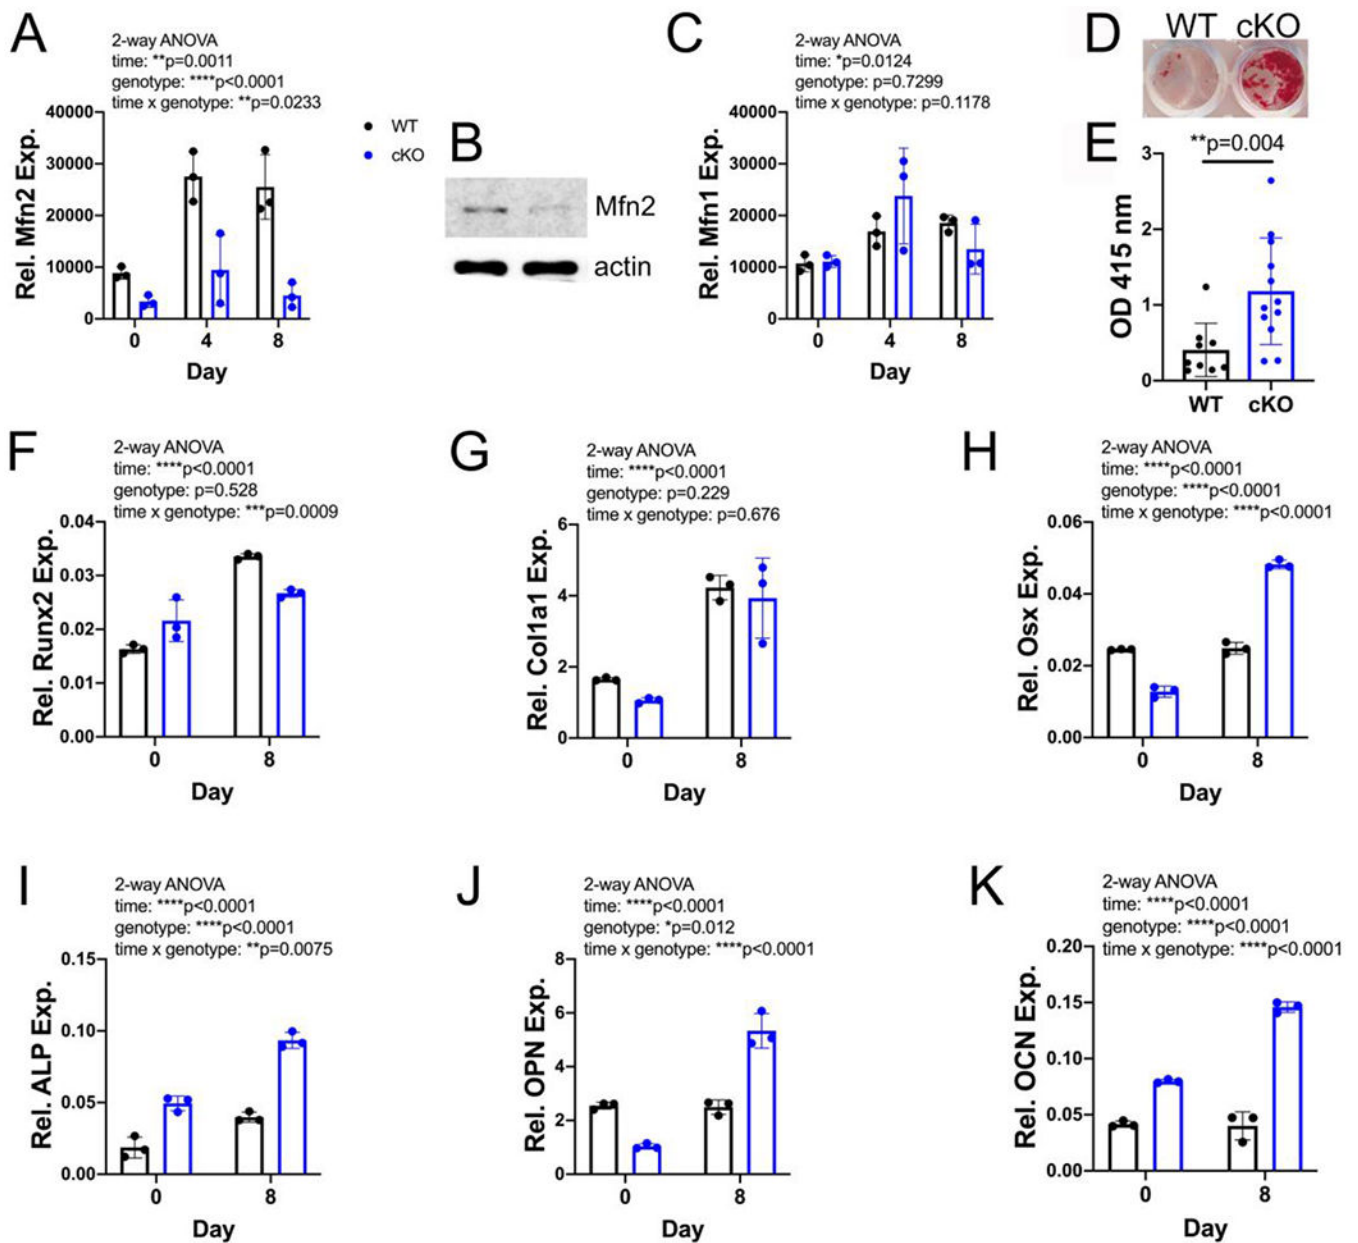 A
2-way ANOVA
time: **p=0.0011
genotype: ****p<0.0001
time x genotype: **p=0.0233
Rel. Mfn2 Exp.
40000
30000
20000
10000
0
0 4 8
Day
WT
cKO
B
Mfn2
actin
C
2-way ANOVA
time: *p=0.0124
genotype: p=0.7299
time x genotype: p=0.1178
Rel. Mfn1 Exp.
40000
30000
20000
10000
0
0 4 8
Day
D
WT cKO
E
**p=0.004
OD 415 nm
3
2
1
0
WT cKO
F
2-way ANOVA
time: ****p<0.0001
genotype: p=0.528
time x genotype: ***p=0.0009
Rel. Runx2 Exp.
0.04
0.03
0.02
0.01
0.00
0 8
Day
G
2-way ANOVA
time: ****p<0.0001
genotype: p=0.229
time x genotype: p=0.676
Rel. Col1a1 Exp.
6
4
2
0
0 8
Day
H
2-way ANOVA
time: ****p<0.0001
genotype: ****p<0.0001
time x genotype: ****p<0.0001
Rel. Osx Exp.
0.06
0.04
0.02
0.00
0 8
Day
I
2-way ANOVA
time: ****p<0.0001
genotype: ****p<0.0001
time x genotype: **p=0.0075
Rel. ALP Exp.
0.15
0.10
0.05
0.00
0 8
Day
J
2-way ANOVA
time: ****p<0.0001
genotype: *p=0.012
time x genotype: ****p<0.0001
Rel. OPN Exp.
8
6
4
2
0
0 8
Day
K
2-way ANOVA
time: ****p<0.0001
genotype: ****p<0.0001
time x genotype: ****p<0.0001
Rel. OCN Exp.
0.20
0.15
0.10
0.05
0.00
0 8
Day